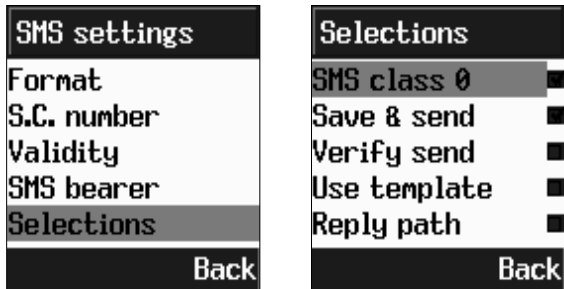 SMS settings
Format
S.C. number
Validity
SMS bearer
Selections
Back
Selections
SMS class 0
Save & send
Verify send
Use template
Reply path
Back